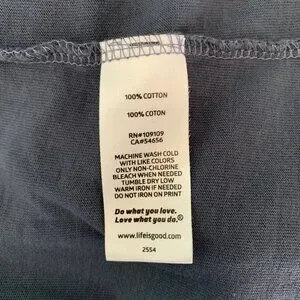 100% COTTON
100% COTON
RN#109109
CA#54656
MACHINE WASH COLD
WITH LIKE COLORS
ONLY NON-CHLORINE
BLEACH WHEN NEEDED
TUMBLE DRY LOW
WARM IRON IF NEEDED
DO NOT IRON ON PRINT
Do what you love.
Love what you do.®
www.lifeisgood.com
2554